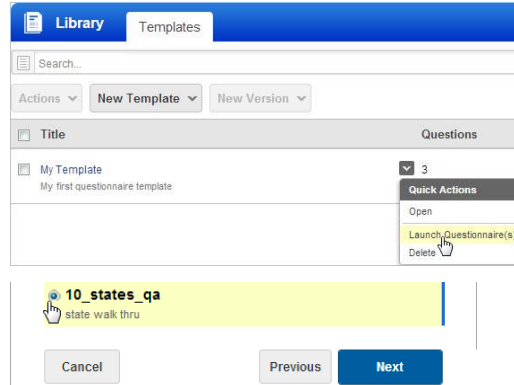 Library Templates
Search...
Actions New Template New Version
Title Questions
My Template 3
My first questionnaire template
Quick Actions
Open
Launch Questionnaire(s)
Delete
10_states_qa
state walk thru
Cancel Previous Next